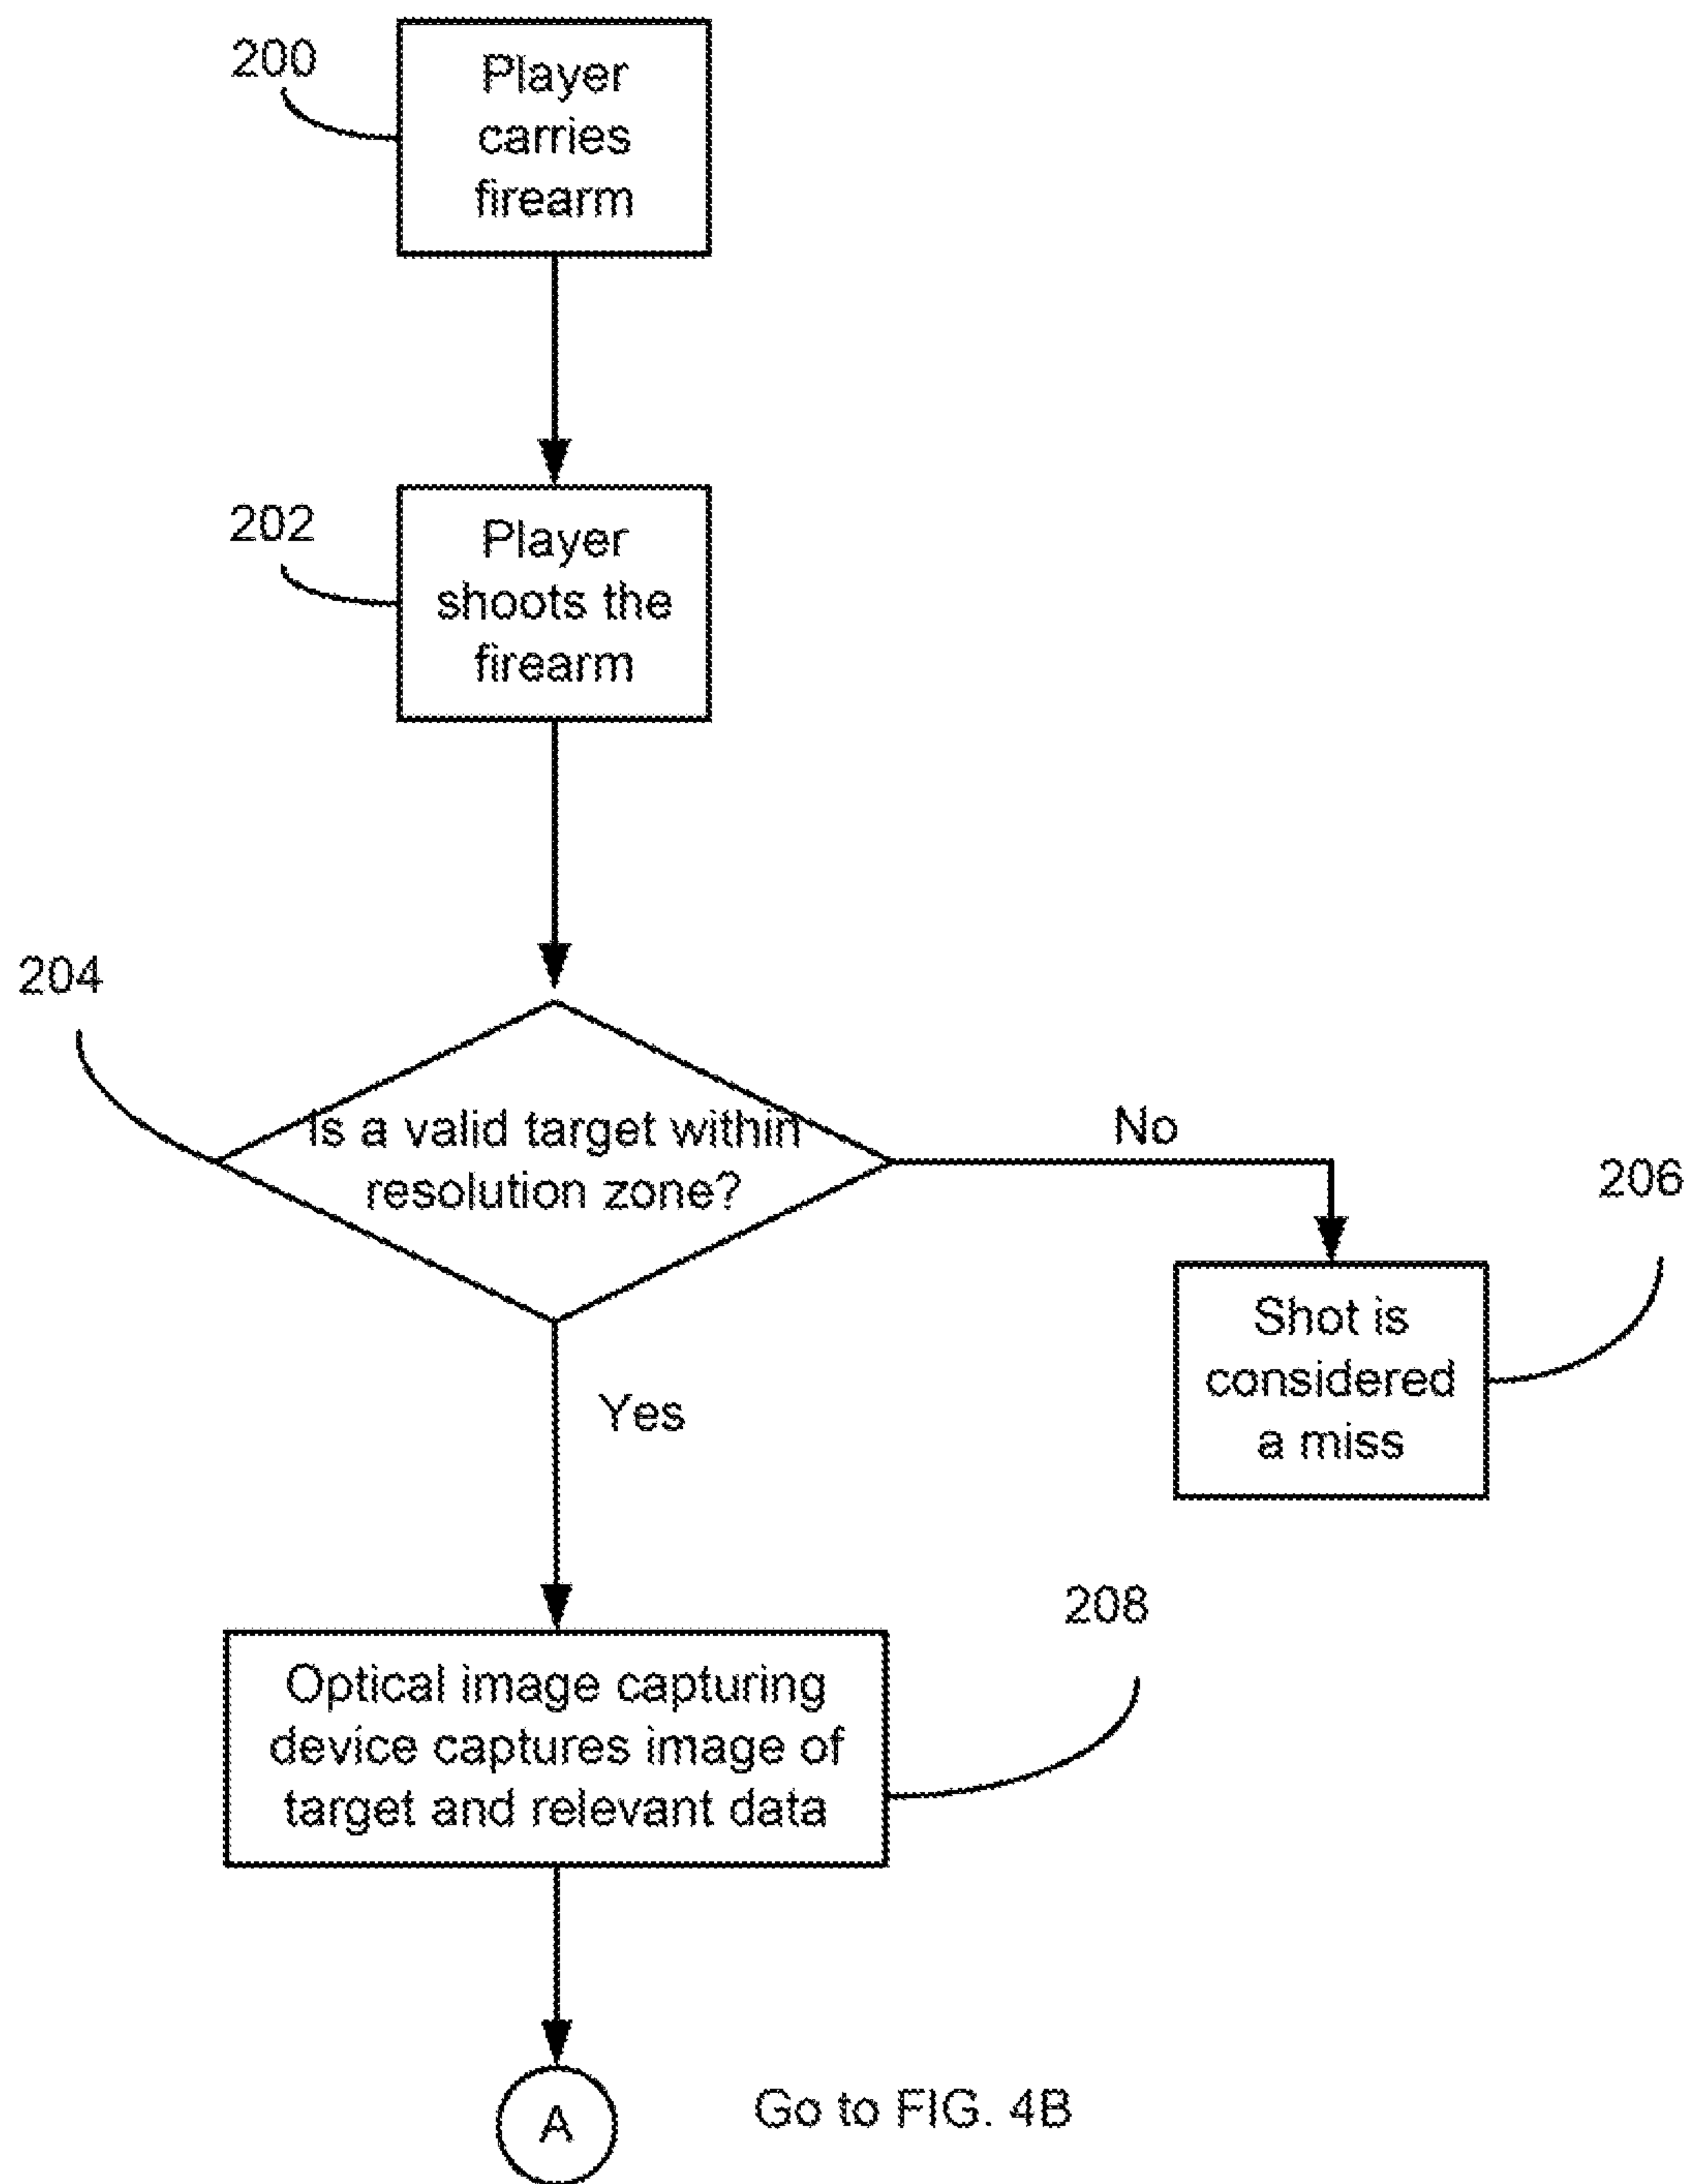 200
Player
carries
firearm
202
Player
shoots the
firearm
204
Is a valid target within
resolution zone?
No
206
Shot is
considered
a miss
Yes
208
Optical image capturing
device captures image of
target and relevant data
A
Go to FIG. 4B